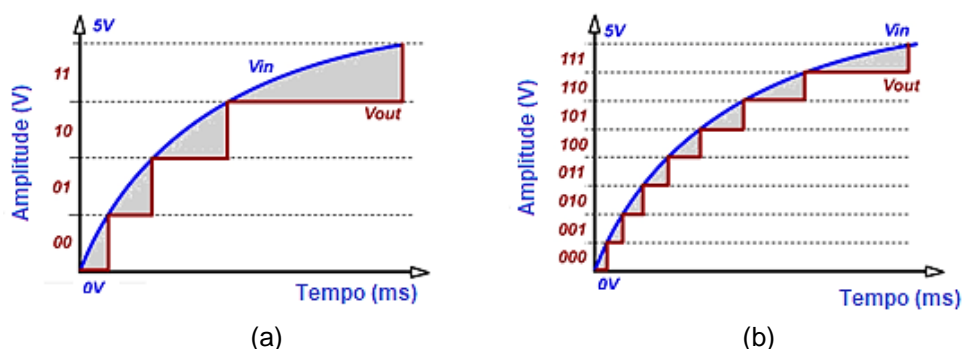 5V
Amplitude (V)
11
10
01
00
Vin
Vout
0V
Tempo (ms)
(a)
5V
Amplitude (V)
111
110
101
100
011
010
001
000
Vin
Vout
0V
Tempo (ms)
(b)